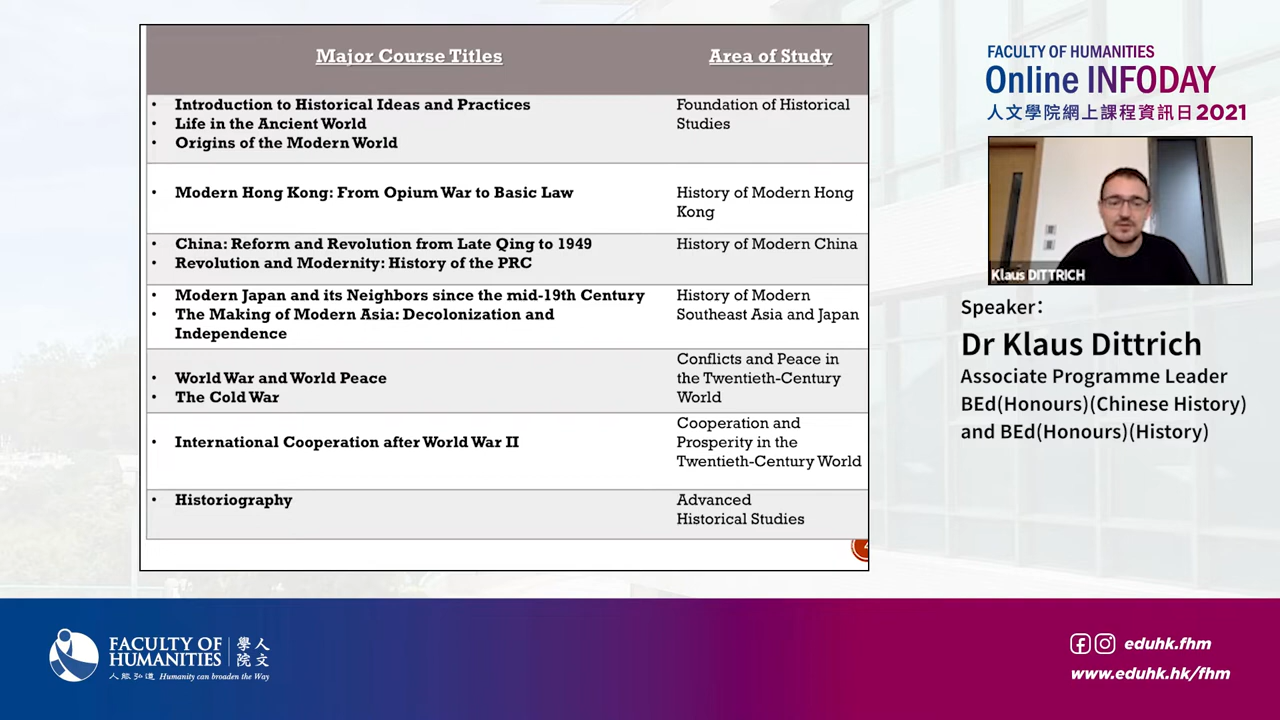 Major Course Titles
Area of Study
• Introduction to Historical Ideas and Practices
• Life in the Ancient World
• Origins of the Modern World
Foundation of Historical
Studies
• Modern Hong Kong: From Opium War to Basic Law
History of Modern Hong
Kong
• China: Reform and Revolution from Late Qing to 1949
• Revolution and Modernity: History of the PRC
History of Modern China
• Modern Japan and its Neighbors since the mid-19th Century
• The Making of Modern Asia: Decolonization and
Independence
History of Modern
Southeast Asia and Japan
• World War and World Peace
• The Cold War
Conflicts and Peace in
the Twentieth-Century
World
• International Cooperation after World War II
Cooperation and
Prosperity in the
Twentieth-Century World
• Historiography
Advanced
Historical Studies
FACULTY OF HUMANITIES
Online INFODAY
人文學院網上課程資訊日2021
Klaus DITTRICH
Speaker：
Dr Klaus Dittrich
Associate Programme Leader
BEd(Honours)(Chinese History)
and BEd(Honours)(History)
FACULTY OF
HUMANITIES
人文
學院
人脈弘道 Humanity can broaden the Way
eduhk.fhm
www.eduhk.hk/fhm